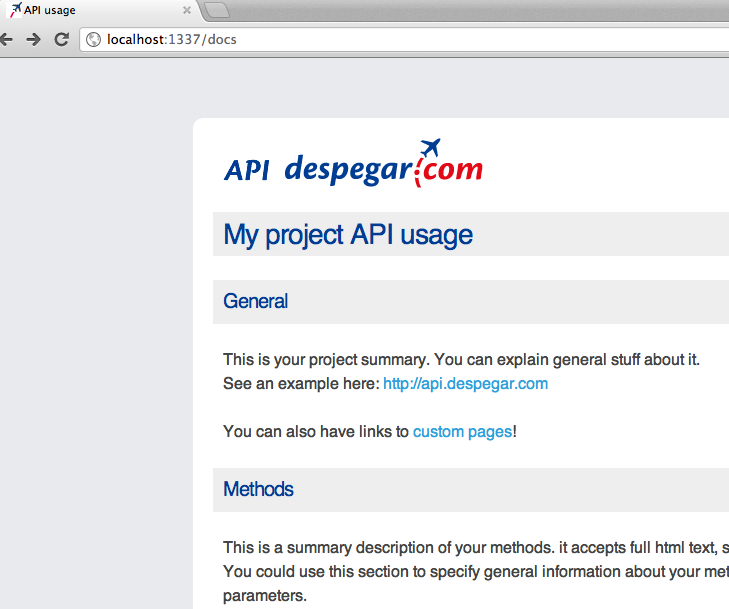 API usage
localhost:1337/docs
API despegar.com
My project API usage
General
This is your project summary. You can explain general stuff about it.
See an example here: http://api.despegar.com
You can also have links to custom pages!
Methods
This is a summary description of your methods. it accepts full html text, s
You could use this section to specify general information about your met
parameters.